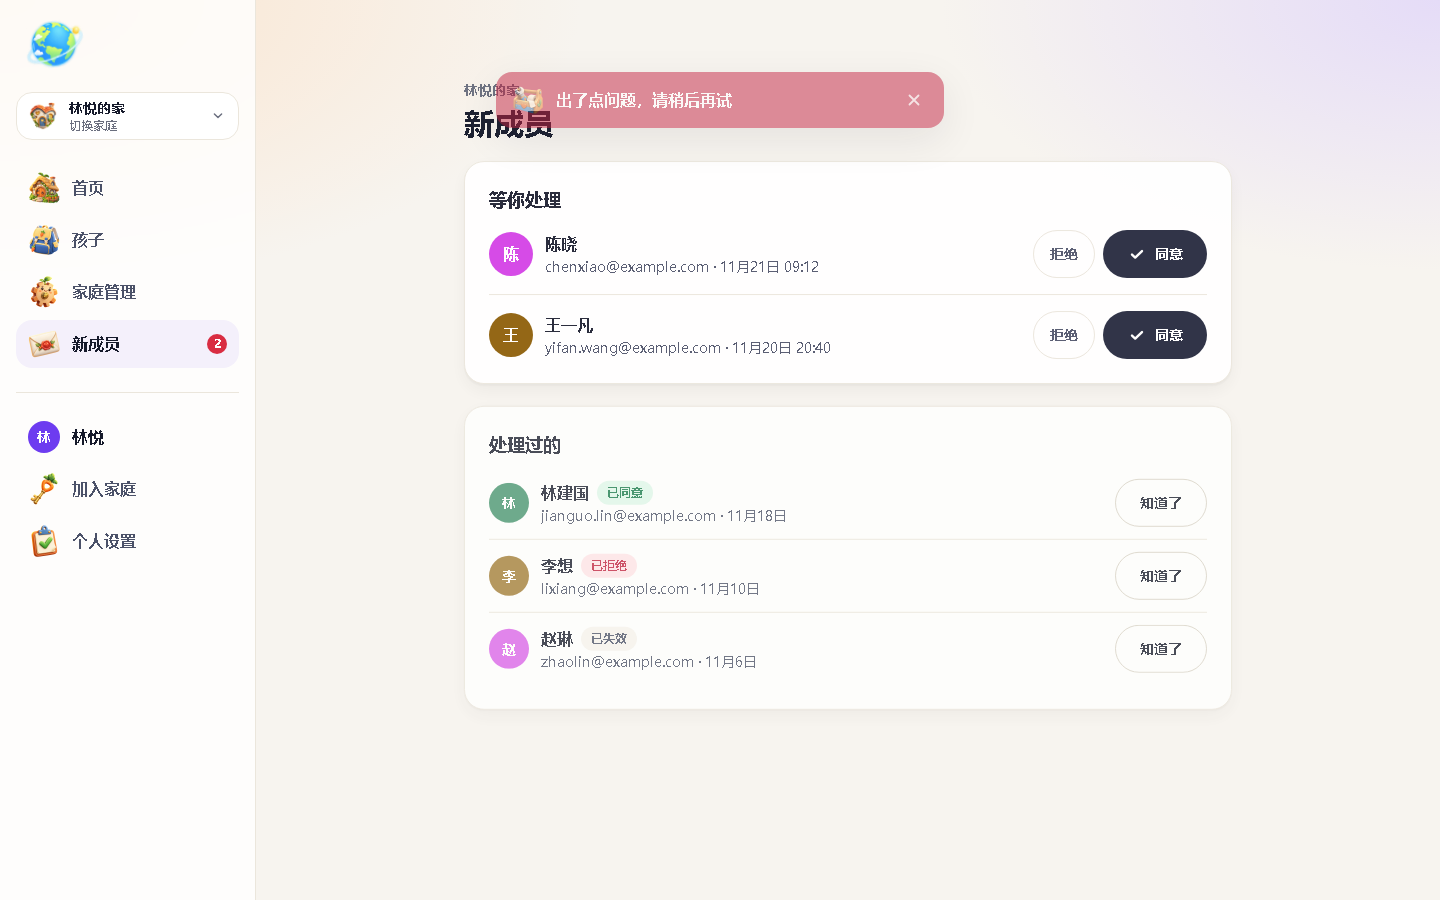 林悦的家
切换家庭
首页
孩子
家庭管理
新成员
2
林悦
林悦
加入家庭
个人设置
林悦的家
出了点问题，请稍后再试
新成员
等你处理
陈
陈晓
chenxiao@example.com · 11月21日 09:12
拒绝
同意
王
王一凡
yifan.wang@example.com · 11月20日 20:40
拒绝
同意
处理过的
林
林建国
已同意
jianguo.lin@example.com · 11月18日
知道了
李
李想
已拒绝
lixiang@example.com · 11月10日
知道了
赵
赵琳
已失效
zhaolin@example.com · 11月6日
知道了